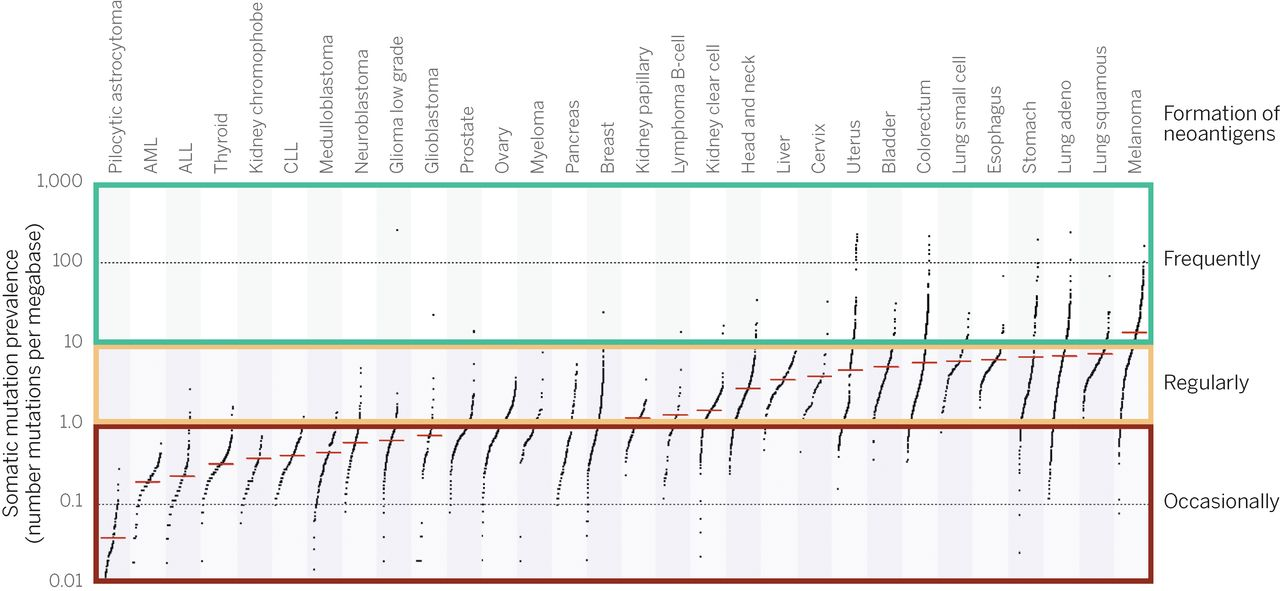 Pilocytic astrocytoma
AML
ALL
Thyroid
Kidney chromophobe
CLL
Medulloblastoma
Neuroblastoma
Glioma low grade
Glioblastoma
Prostate
Ovary
Myeloma
Pancreas
Breast
Kidney papillary
Lymphoma B-cell
Kidney clear cell
Head and neck
Liver
Cervix
Uterus
Bladder
Colorectum
Lung small cell
Esophagus
Stomach
Lung adeno
Lung squamous
Melanoma
Formation of
neoantigens
Somatic mutation prevalence
(number mutations per megabase)
1,000
100
10
1.0
0.1
0.01
Frequently
Regularly
Occasionally